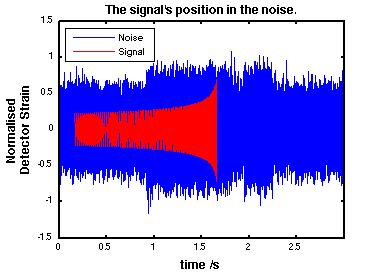 The signal's position in the noise.
1.5
Noise
Signal
1
0.5
0
-0.5
-1
-1.5
Normalised
Detector Strain
0
0.5
1
1.5
2
2.5
time /s